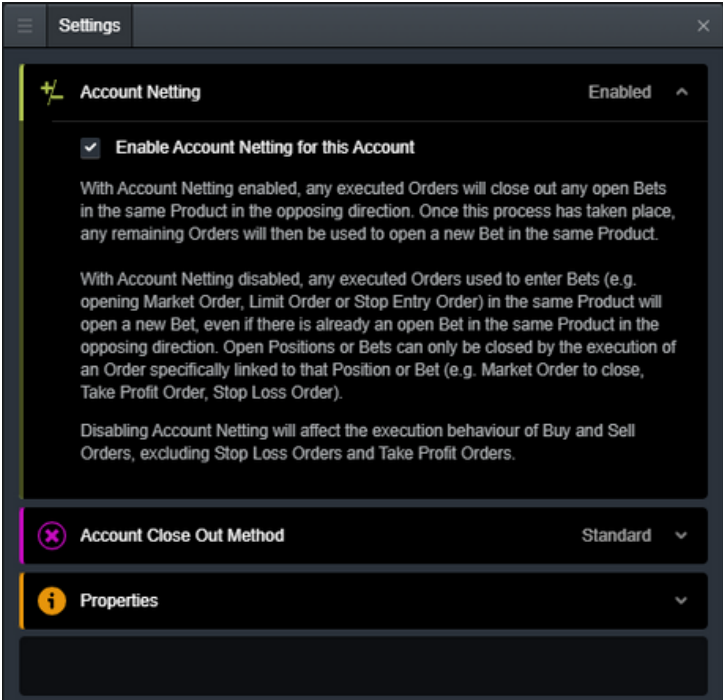 Settings
Account Netting Enabled
Enable Account Netting for this Account
With Account Netting enabled, any executed Orders will close out any open Bets
in the same Product in the opposing direction. Once this process has taken place,
any remaining Orders will then be used to open a new Bet in the same Product.
With Account Netting disabled, any executed Orders used to enter Bets (e.g.
opening Market Order, Limit Order or Stop Entry Order) in the same Product will
open a new Bet, even if there is already an open Bet in the same Product in the
opposing direction. Open Positions or Bets can only be closed by the execution of
an Order specifically linked to that Position or Bet (e.g. Market Order to close,
Take Profit Order, Stop Loss Order).
Disabling Account Netting will affect the execution behaviour of Buy and Sell
Orders, excluding Stop Loss Orders and Take Profit Orders.
Account Close Out Method Standard
Properties